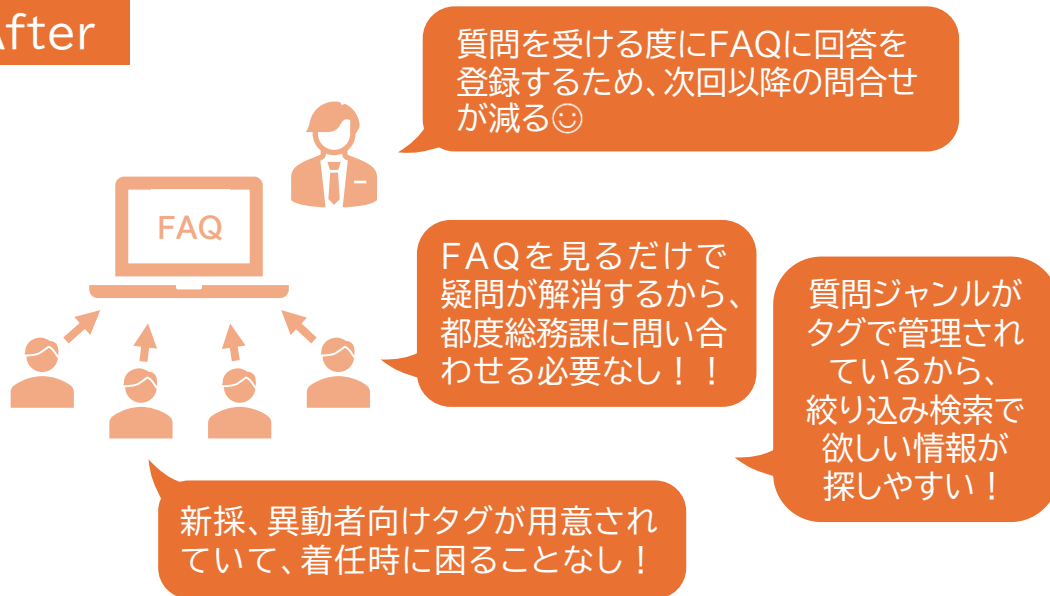 After
質問を受ける度にFAQに回答を
登録するため、次回以降の問合せ
が減る☺
FAQ
FAQを見るだけで
疑問が解消するから、
都度総務課に問い合
わせる必要なし！！
質問ジャンルが
タグで管理され
ているから、
絞り込み検索で
欲しい情報が
探しやすい！
新採、異動者向けタグが用意され
ていて、着任時に困ることなし！